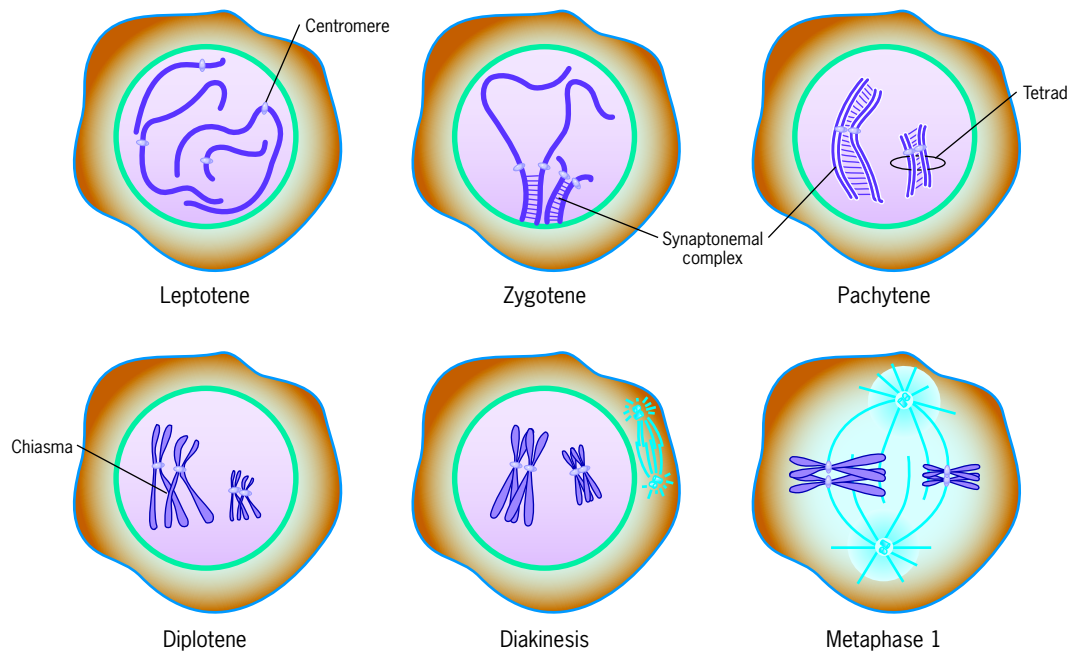 Centromere
Tetrad
Synaptonemal
complex
Leptotene
Zygotene
Pachytene
Chiasma
Diplotene
Diakinesis
Metaphase 1